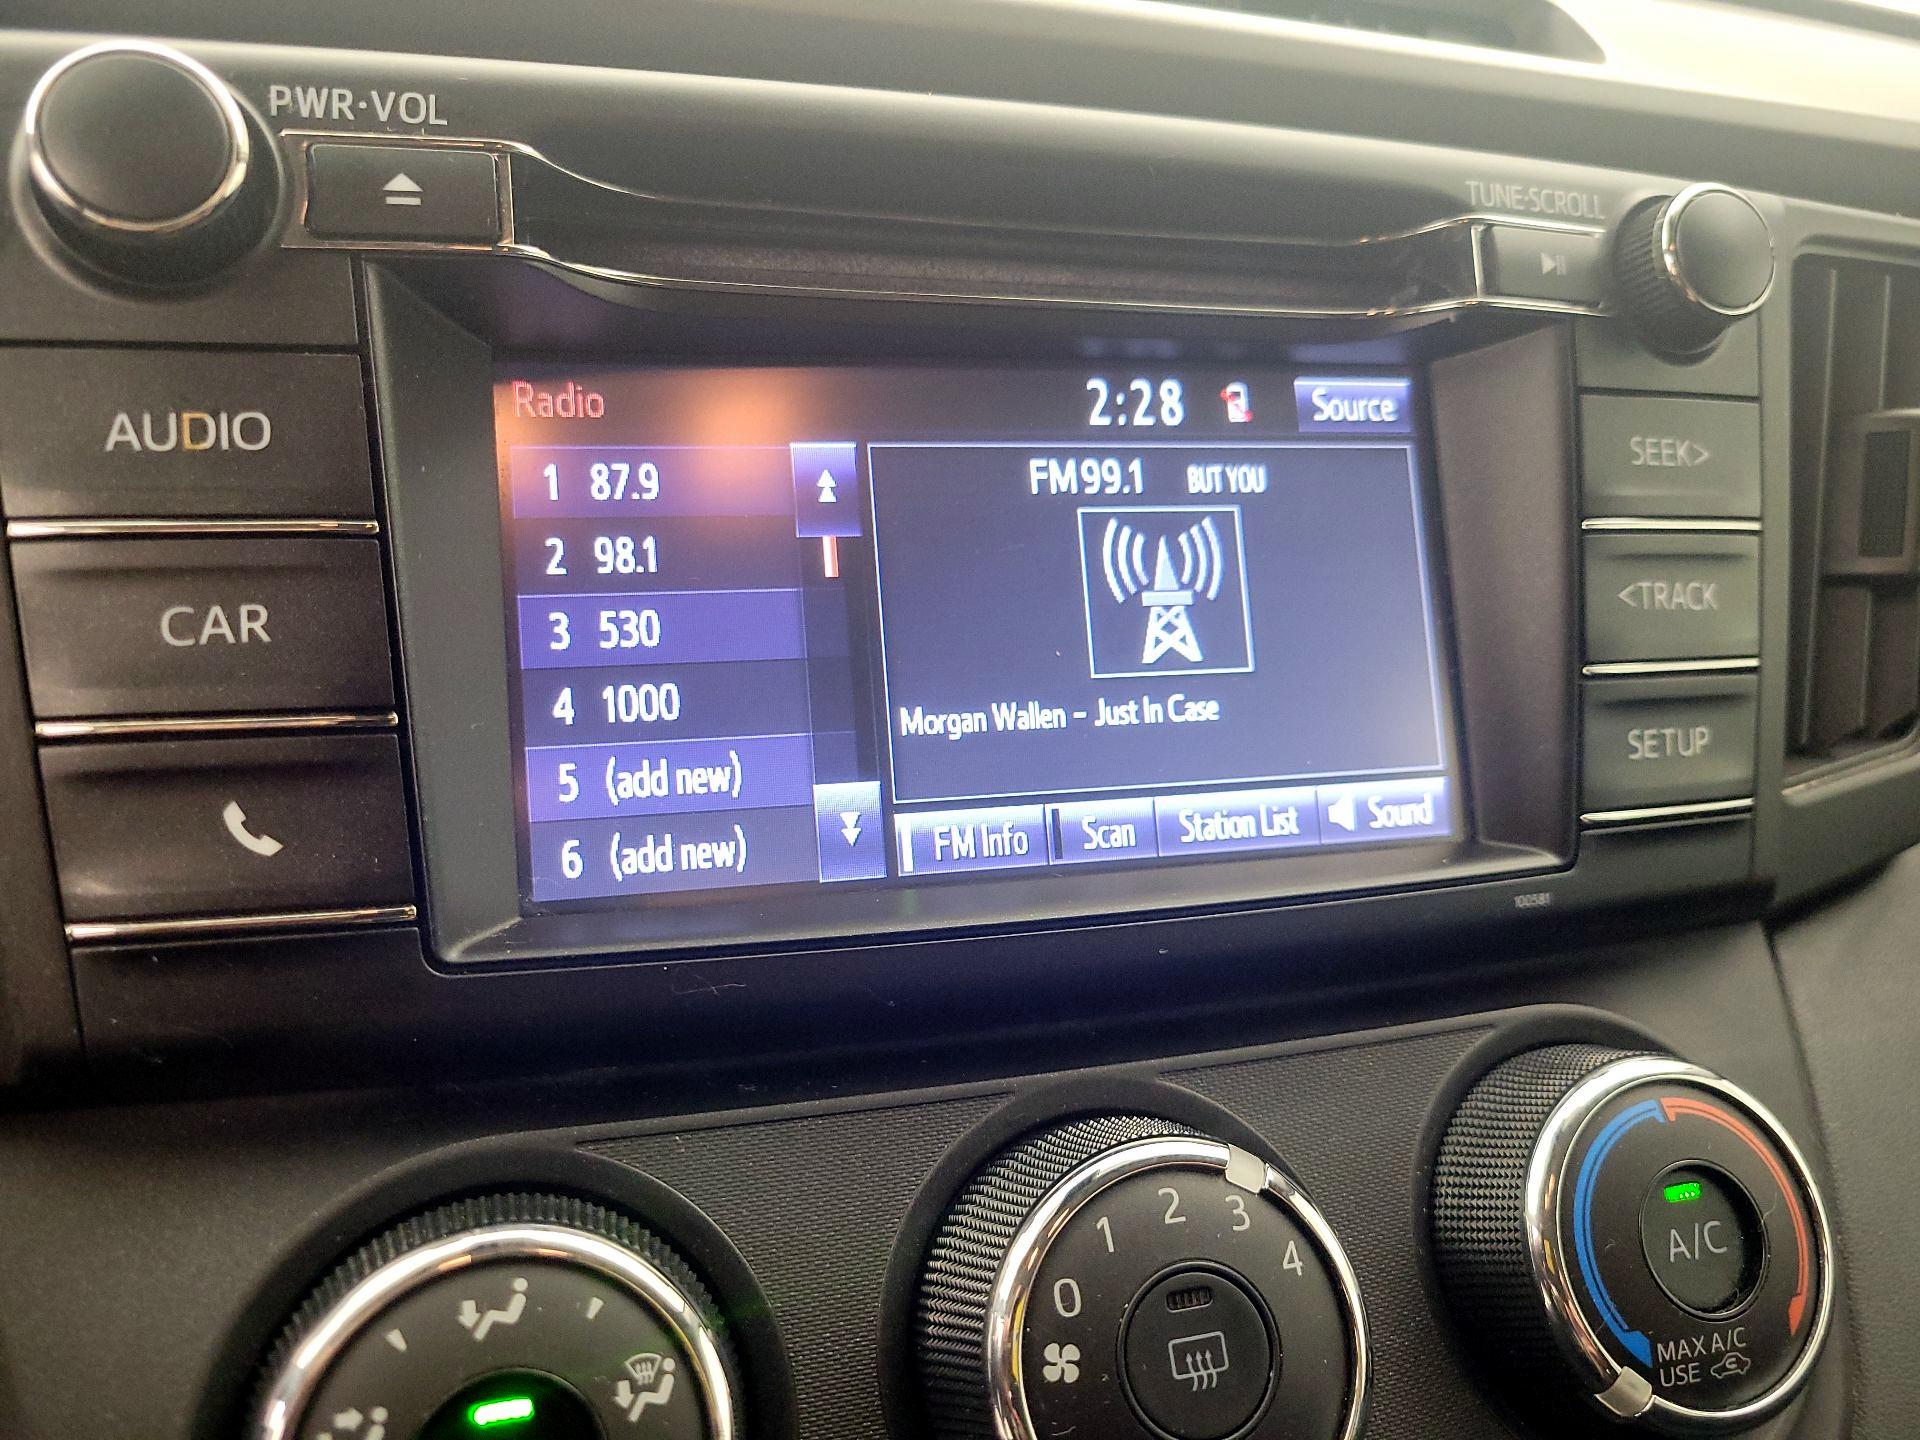 PWR·VOL
TUNE·SCROLL
AUDIO
CAR
Radio
2:28
Source
1 87.9
2 98.1
3 530
4 1000
5 (add new)
6 (add new)
FM 99.1 BUT YOU
Morgan Wallen - Just In Case
FM Info
Scan
Station List
Sound
SEEK>
<TRACK
SETUP
100581
0
1
2
3
4
A/C
MAX A/C
USE